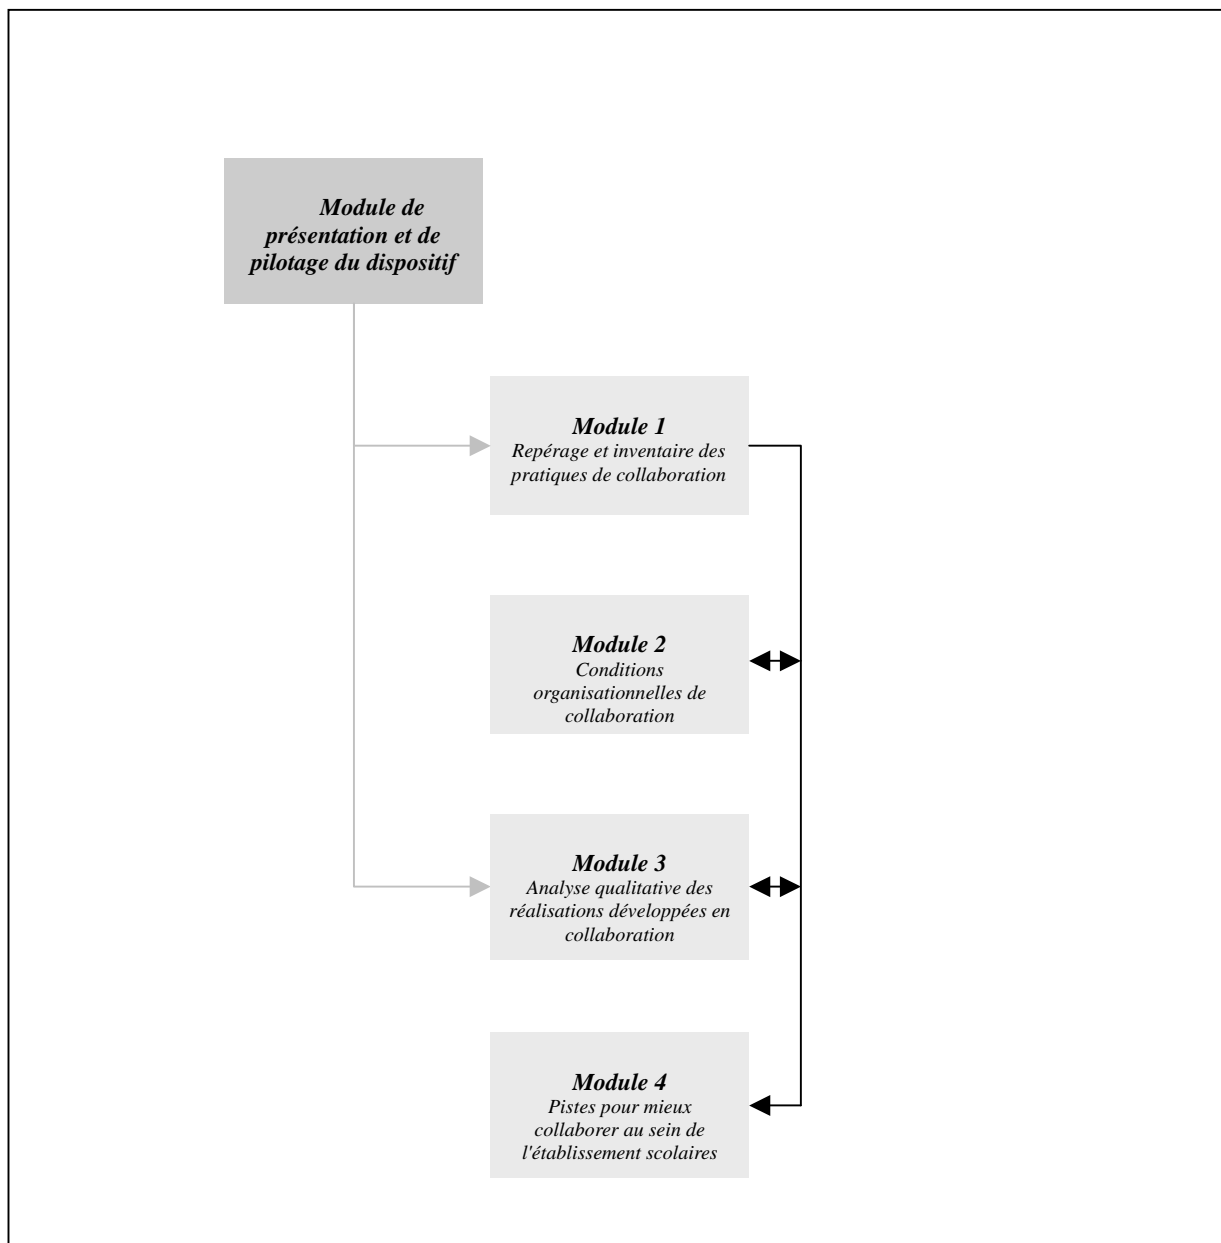 Module de
présentation et de
pilotage du dispositif
Module 1
Repérage et inventaire des
pratiques de collaboration
Module 2
Conditions
organisationnelles de
collaboration
Module 3
Analyse qualitative des
réalisations développées en
collaboration
Module 4
Pistes pour mieux
collaborer au sein de
l'établissement scolaires